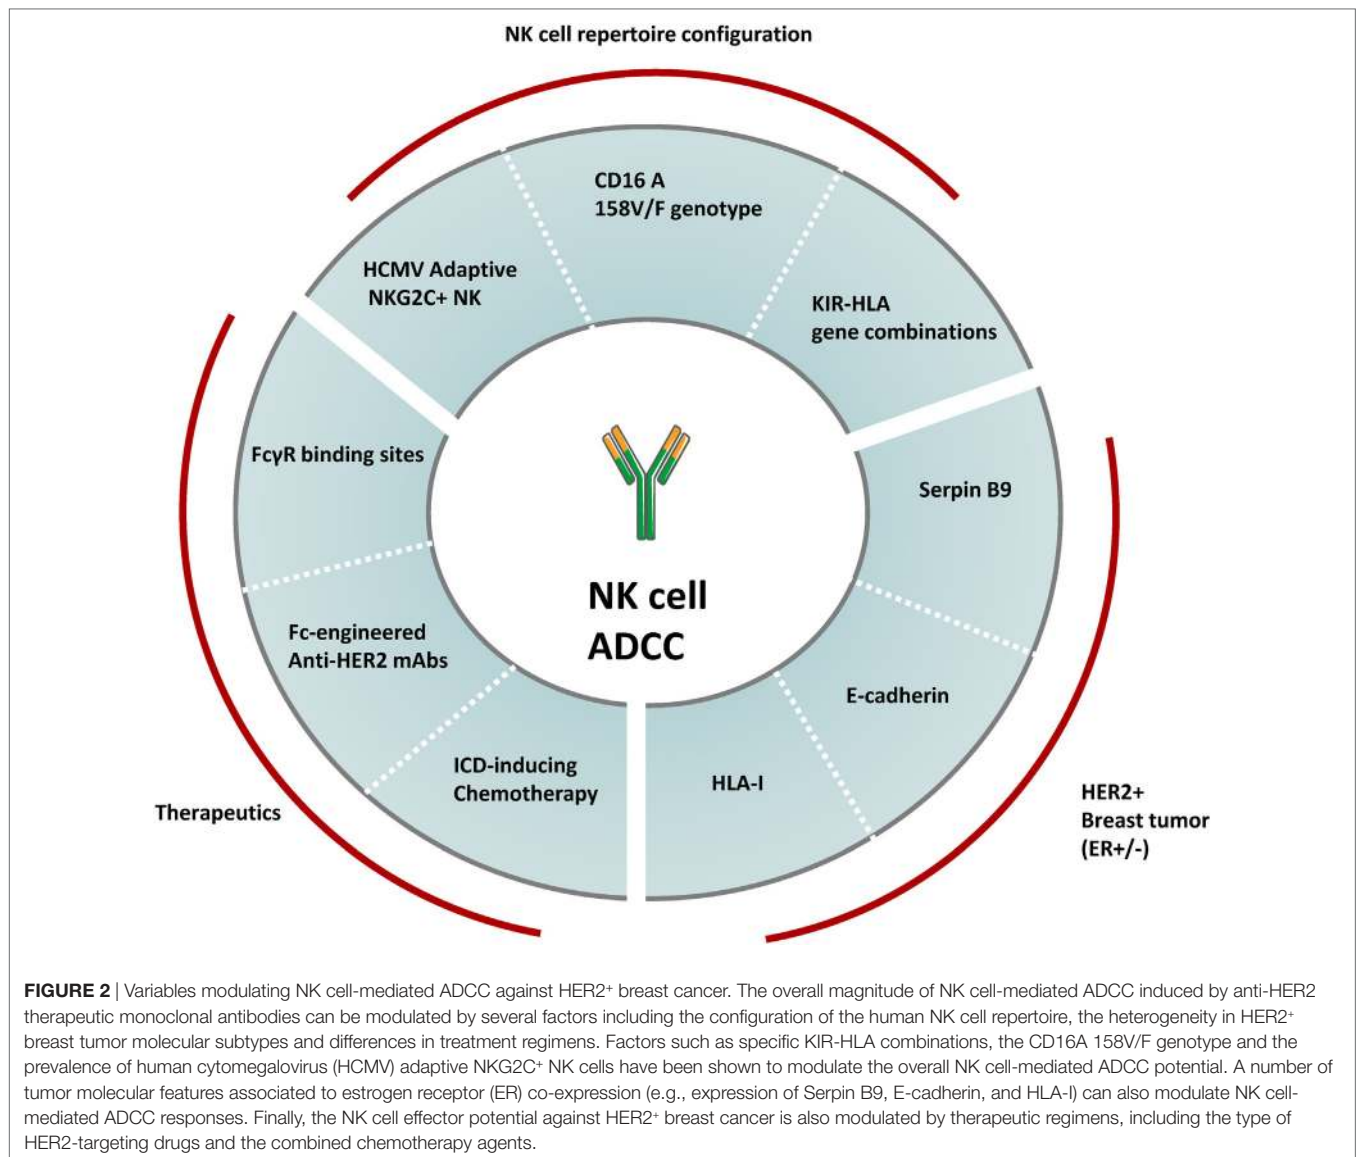 NK cell repertoire configuration
CD16 A
158V/F genotype
HCMV Adaptive
NKG2C+ NK
KIR-HLA
gene combinations
FcγR binding sites
Serpin B9
NK cell
ADCC
Fc-engineered
Anti-HER2 mAbs
E-cadherin
ICD-inducing
Chemotherapy
HLA-I
Therapeutics
HER2+
Breast tumor
(ER+/-)
FIGURE 2 | Variables modulating NK cell-mediated ADCC against HER2⁺ breast cancer. The overall magnitude of NK cell-mediated ADCC induced by anti-HER2
therapeutic monoclonal antibodies can be modulated by several factors including the configuration of the human NK cell repertoire, the heterogeneity in HER2⁺
breast tumor molecular subtypes and differences in treatment regimens. Factors such as specific KIR-HLA combinations, the CD16A 158V/F genotype and the
prevalence of human cytomegalovirus (HCMV) adaptive NKG2C⁺ NK cells have been shown to modulate the overall NK cell-mediated ADCC potential. A number of
tumor molecular features associated to estrogen receptor (ER) co-expression (e.g., expression of Serpin B9, E-cadherin, and HLA-I) can also modulate NK cell-
mediated ADCC responses. Finally, the NK cell effector potential against HER2⁺ breast cancer is also modulated by therapeutic regimens, including the type of
HER2-targeting drugs and the combined chemotherapy agents.